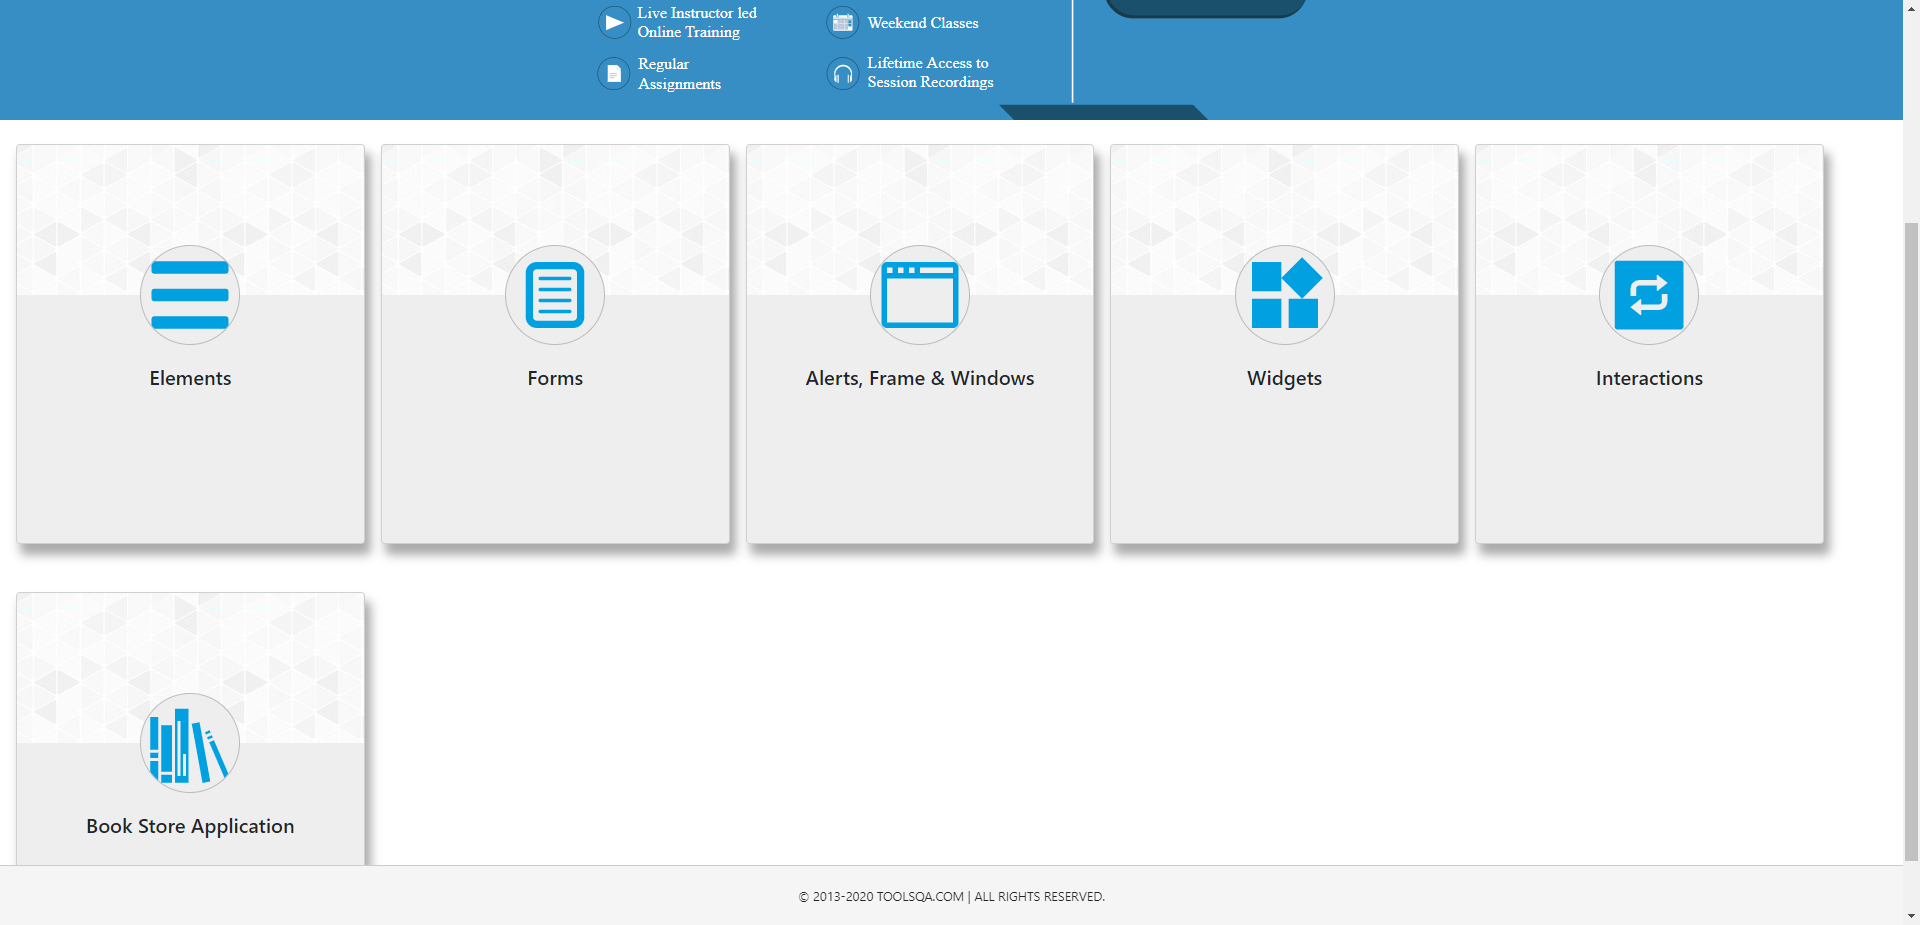 Live Instructor led
Online Training
Weekend Classes
Regular
Assignments
Lifetime Access to
Session Recordings
Elements
Forms
Alerts, Frame & Windows
Widgets
Interactions
Book Store Application
© 2013-2020 TOOLSQA.COM | ALL RIGHTS RESERVED.